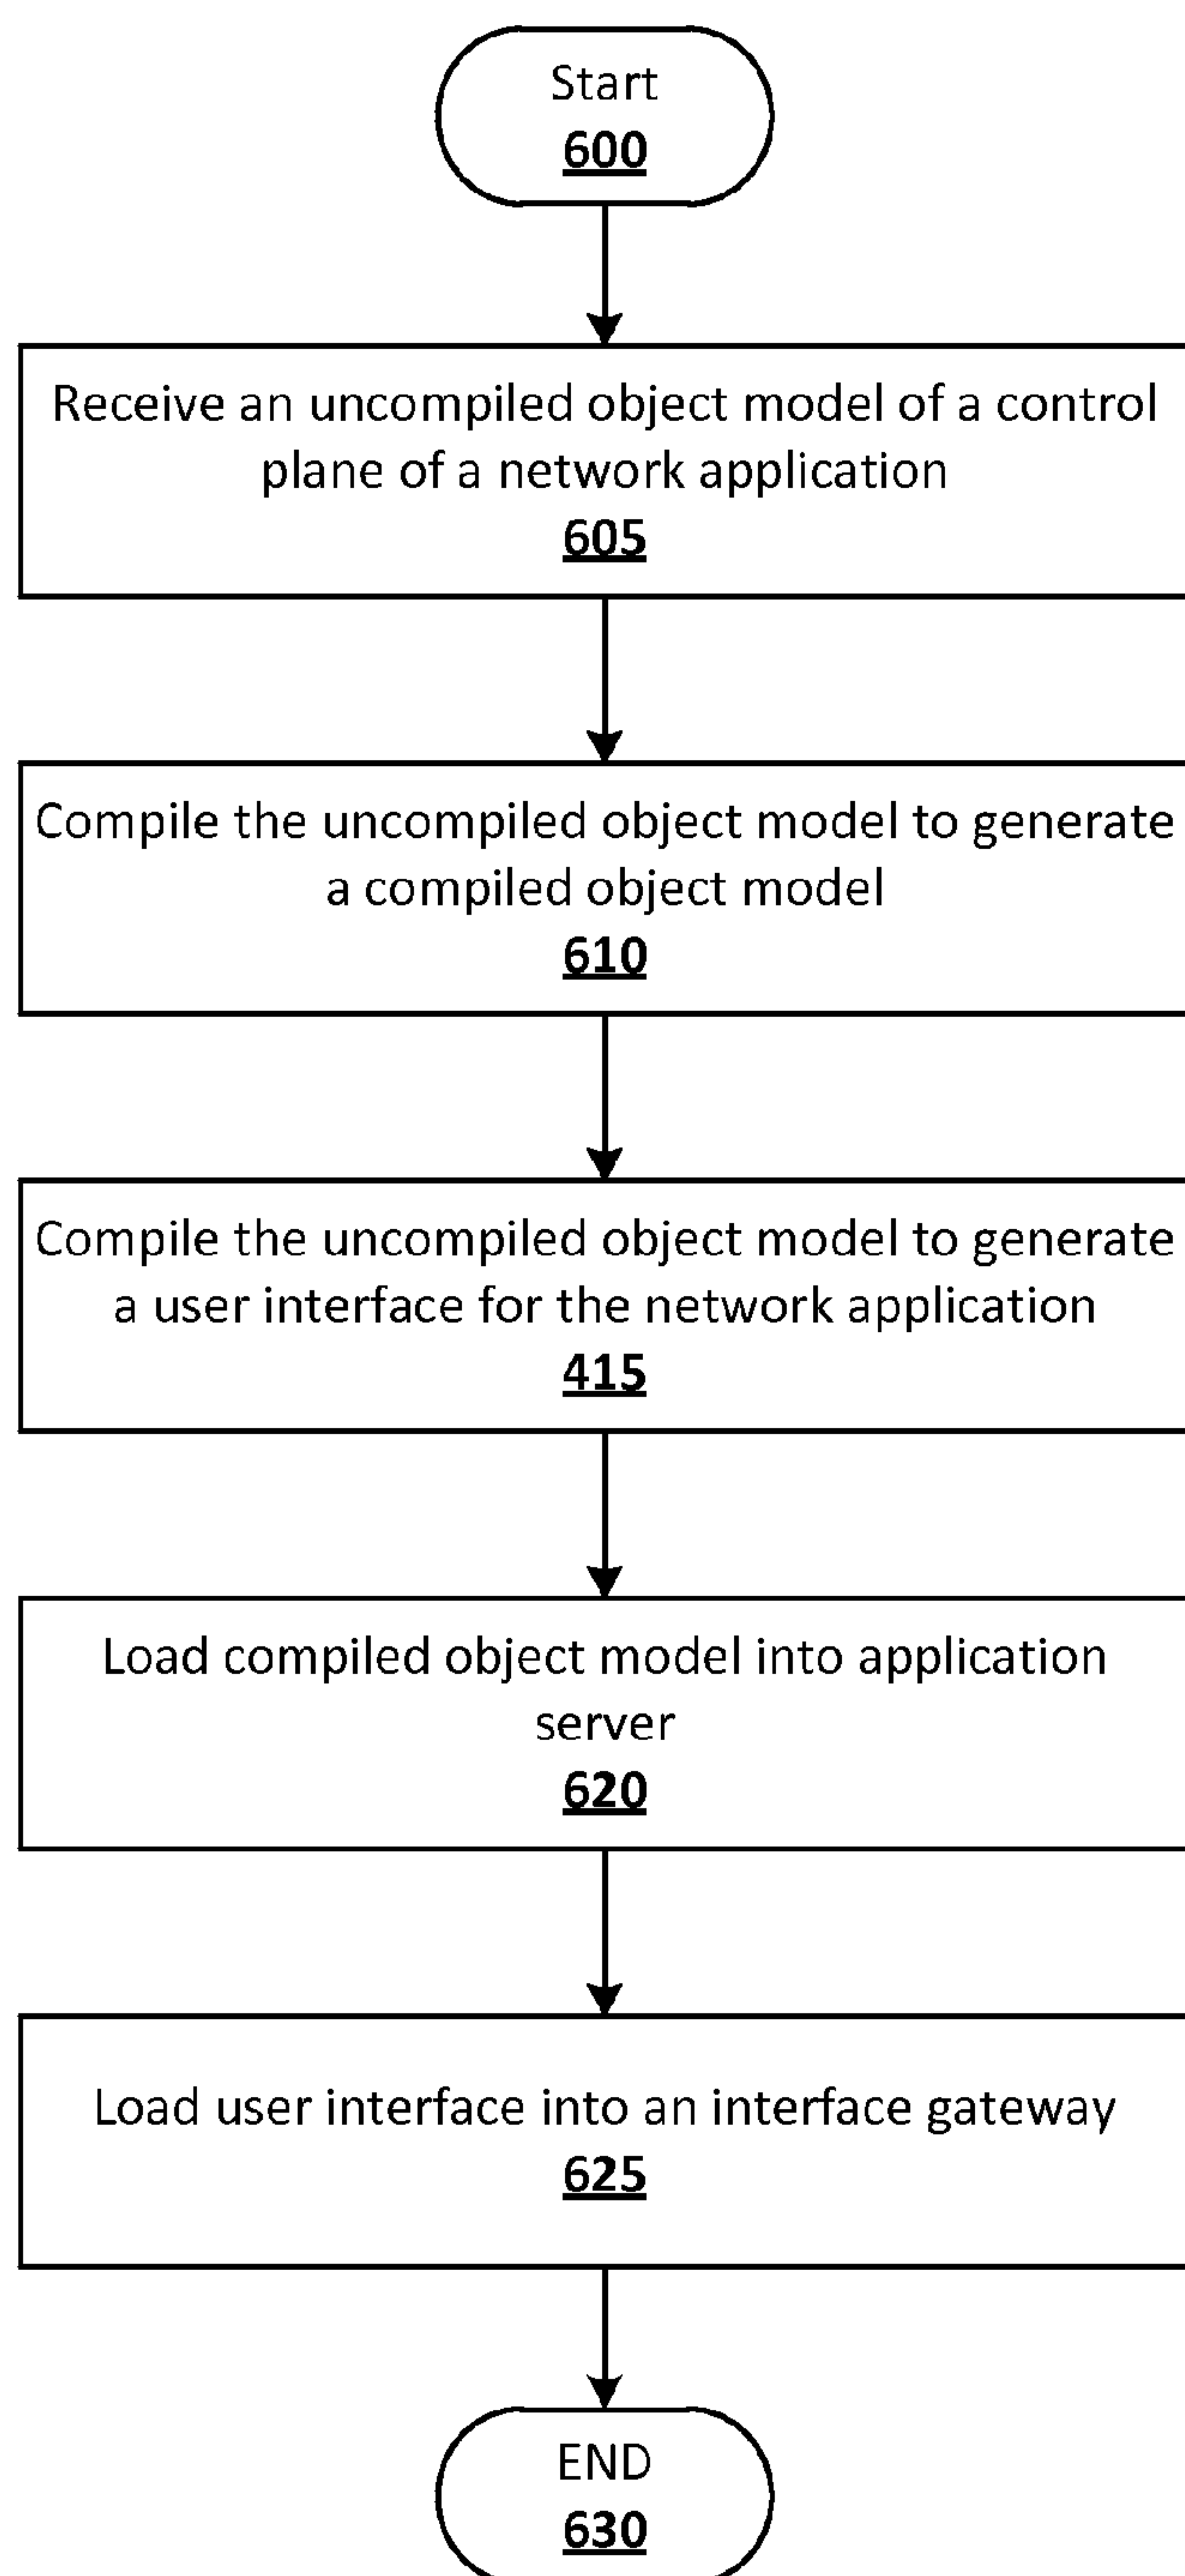 Start
600
Receive an uncompiled object model of a control
plane of a network application
605
Compile the uncompiled object model to generate
a compiled object model
610
Compile the uncompiled object model to generate
a user interface for the network application
415
Load compiled object model into application
server
620
Load user interface into an interface gateway
625
END
630